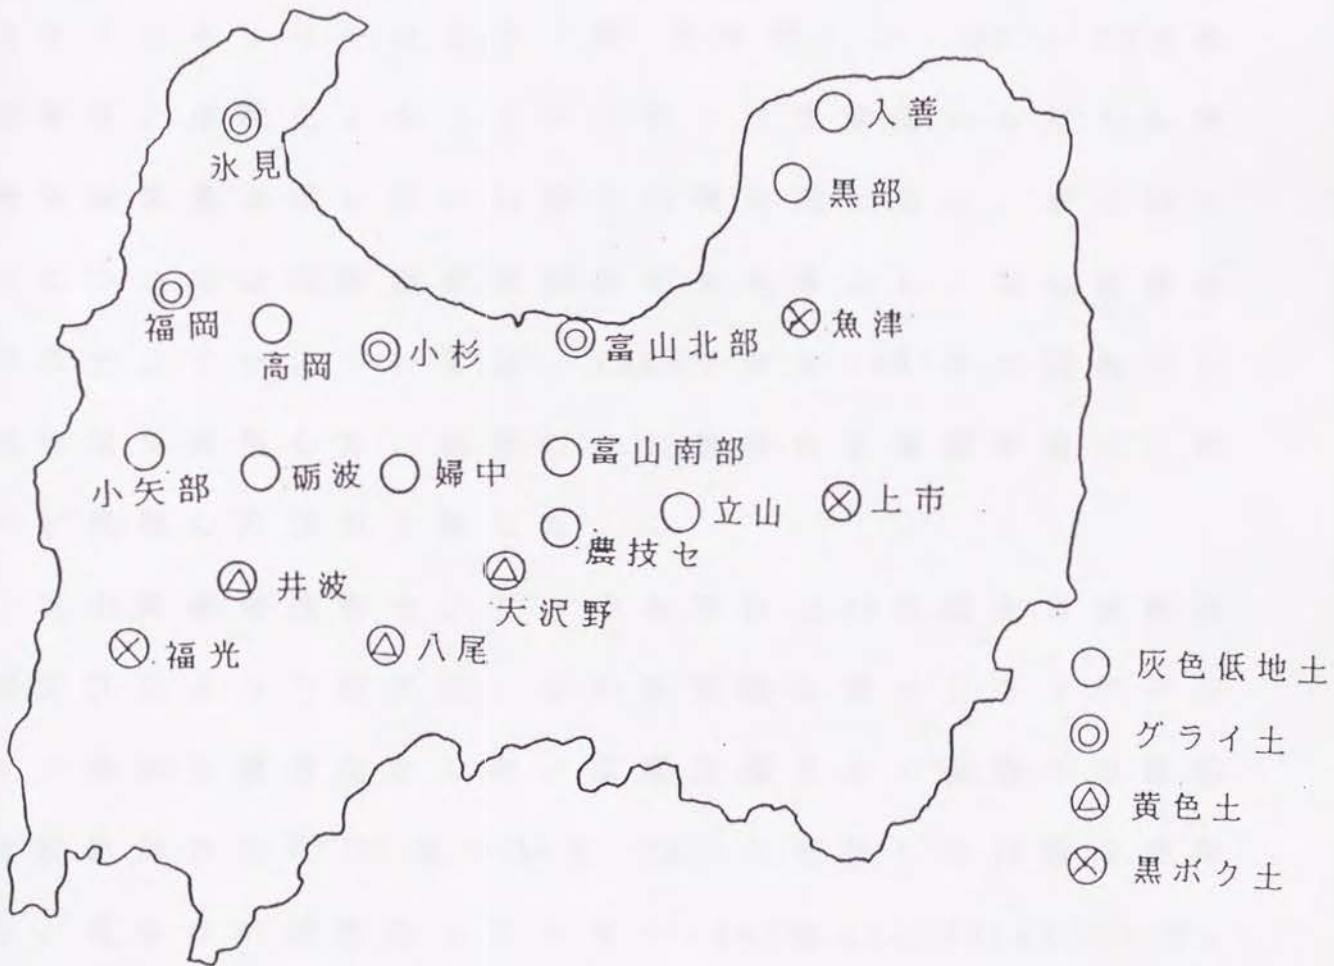 入善
氷見
黒部
福岡
高岡
小杉
富山北部
魚津
小矢部
砺波
婦中
富山南部
立山
上市
農技セ
井波
大沢野
福光
八尾
灰色低地土
グライ土
黄色土
黒ボク土